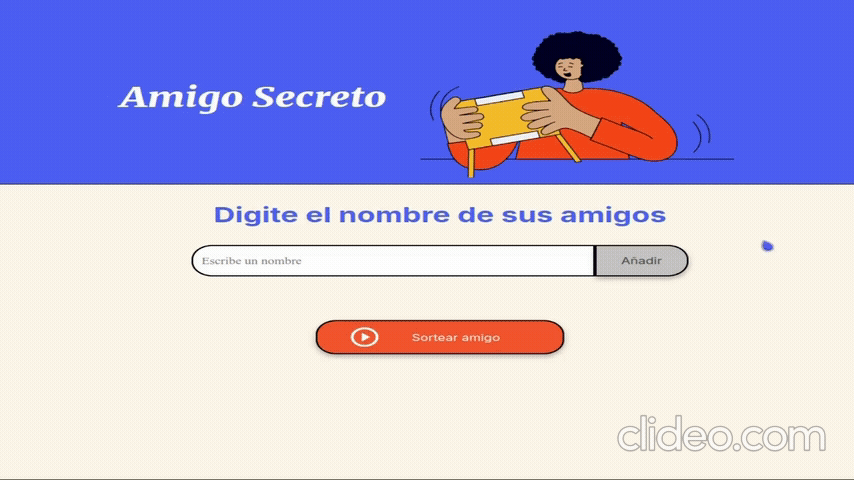 Amigo Secreto
Digite el nombre de sus amigos
Escribe un nombre
Añadir
Sortear amigo
clideo.com